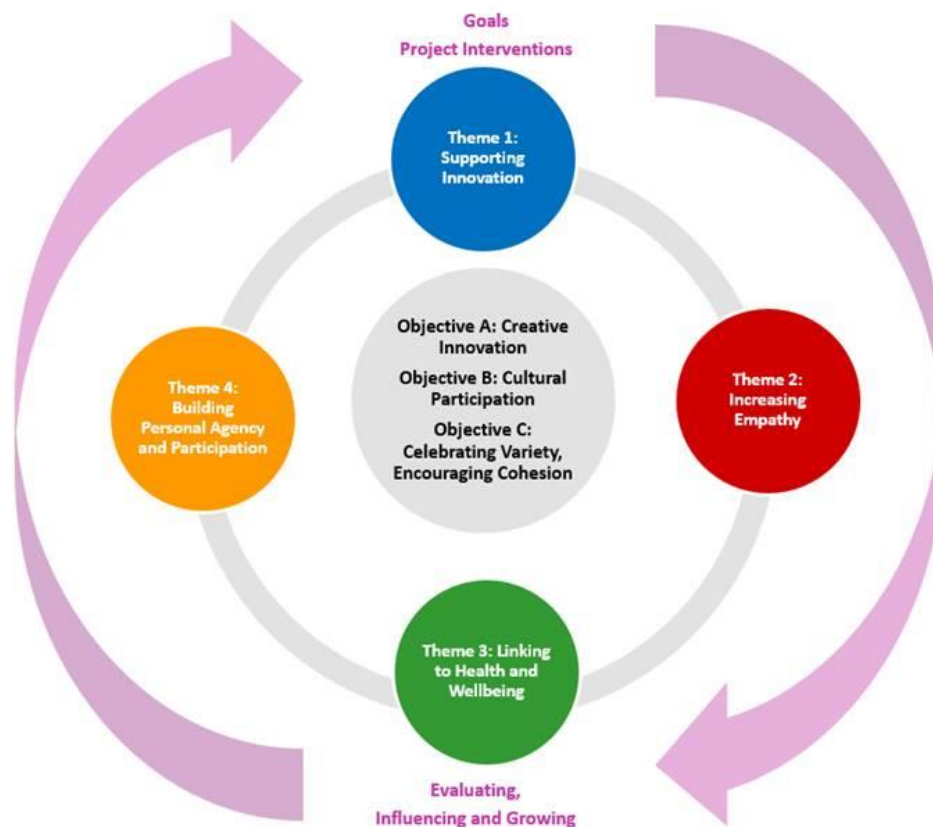 Goals
Project Interventions
Theme 1:
Supporting
Innovation
Objective A: Creative
Innovation
Objective B: Cultural
Participation
Objective C:
Celebrating Variety,
Encouraging Cohesion
Theme 4:
Building
Personal Agency
and Participation
Theme 2:
Increasing
Empathy
Theme 3: Linking
to Health and
Wellbeing
Evaluating,
Influencing and Growing